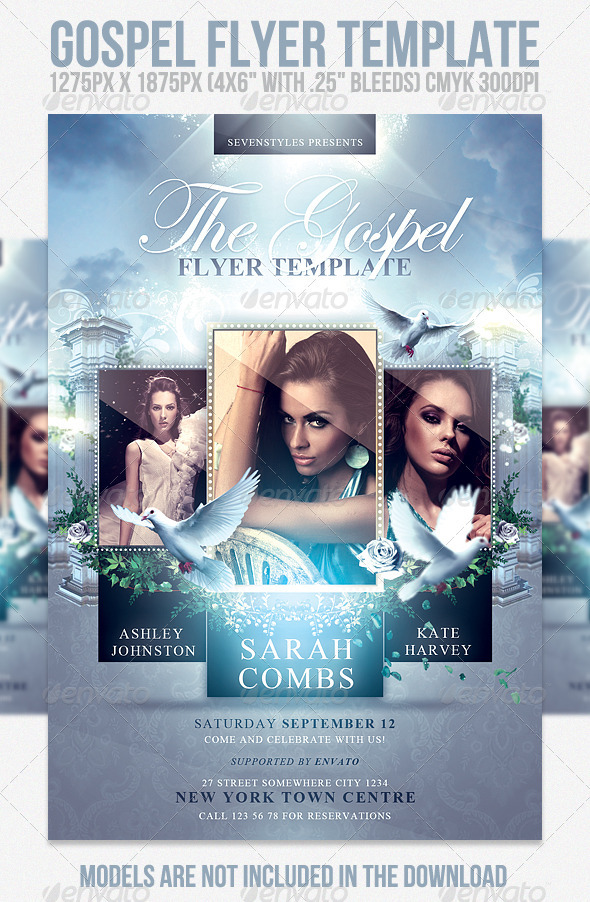 GOSPEL FLYER TEMPLATE
1275PX X 1875PX (4X6" WITH .25" BLEEDS) CMYK 300DPI
SEVENSTYLES PRESENTS
The Gospel
FLYER TEMPLATE
ASHLEY
JOHNSTON
SARAH
COMBS
KATE
HARVEY
SATURDAY SEPTEMBER 12
COME AND CELEBRATE WITH US!
SUPPORTED BY ENVATO
27 STREET SOMEWHERE CITY 1234
NEW YORK TOWN CENTRE
CALL 123 56 78 FOR RESERVATIONS
MODELS ARE NOT INCLUDED IN THE DOWNLOAD
envato